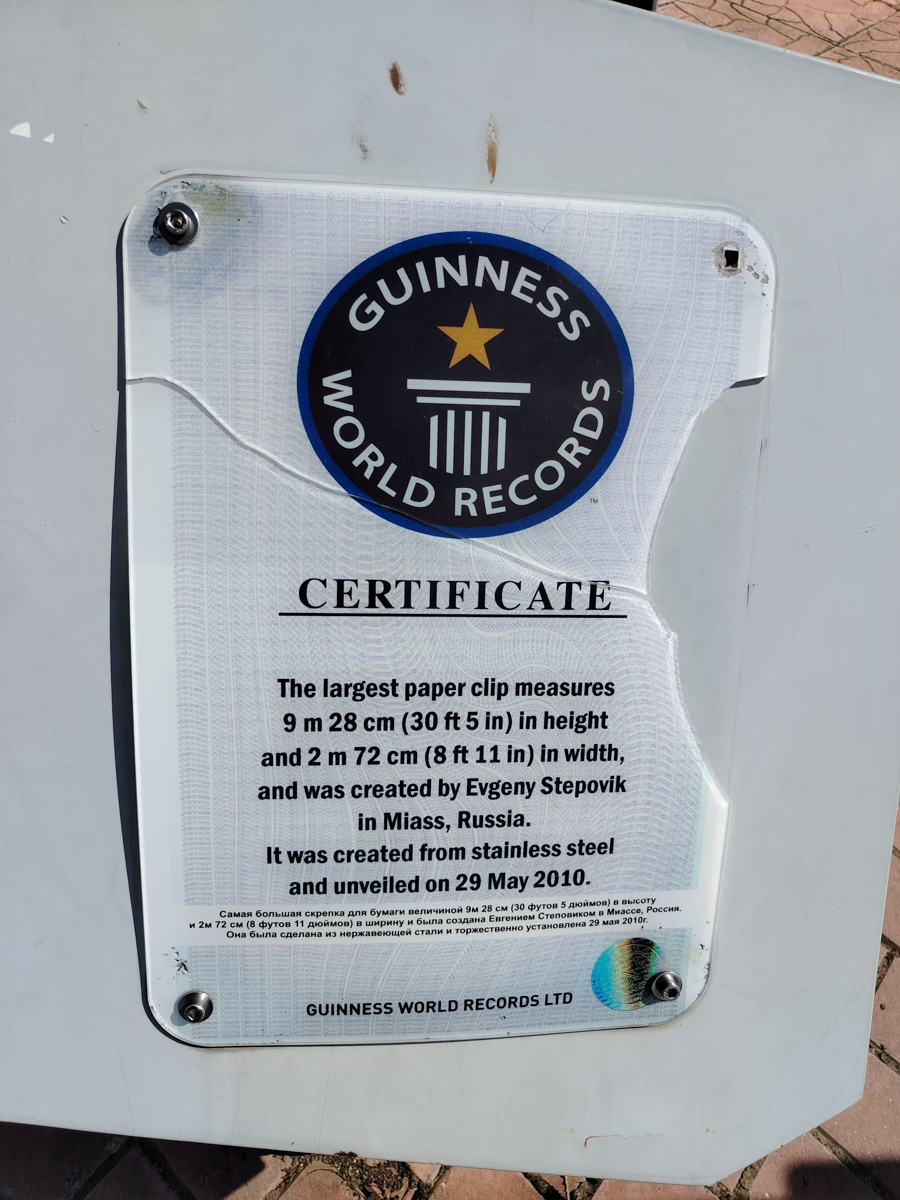 GUINNESS
WORLD RECORDS
TM
CERTIFICATE
The largest paper clip measures
9 m 28 cm (30 ft 5 in) in height
and 2 m 72 cm (8 ft 11 in) in width,
and was created by Evgeny Stepovik
in Miass, Russia.
It was created from stainless steel
and unveiled on 29 May 2010.
Самая большая скрепка для бумаги величиной 9м 28 см (30 футов 5 дюймов) в высоту
и 2м 72 см (8 футов 11 дюймов) в ширину и была создана Евгением Степовиком в Миассе, Россия.
Она была сделана из нержавеющей стали и торжественно установлена 29 мая 2010г.
GUINNESS WORLD RECORDS LTD